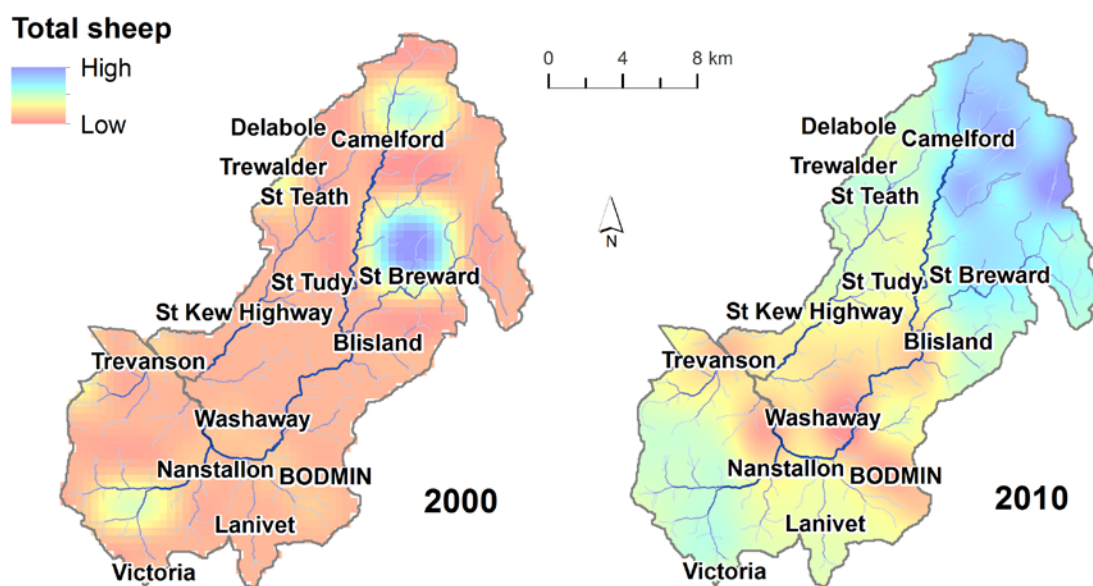 Total sheep
High
Low
0 4 8 km
N
Delabole
Camelford
Trewalder
St Teath
St Tudy
St Breward
St Kew Highway
Blisland
Trevanson
Washaway
Nanstallon
BODMIN
Lanivet
Victoria
2000
Delabole
Camelford
Trewalder
St Teath
St Tudy
St Breward
St Kew Highway
Blisland
Trevanson
Washaway
Nanstallon
BODMIN
Lanivet
Victoria
2010